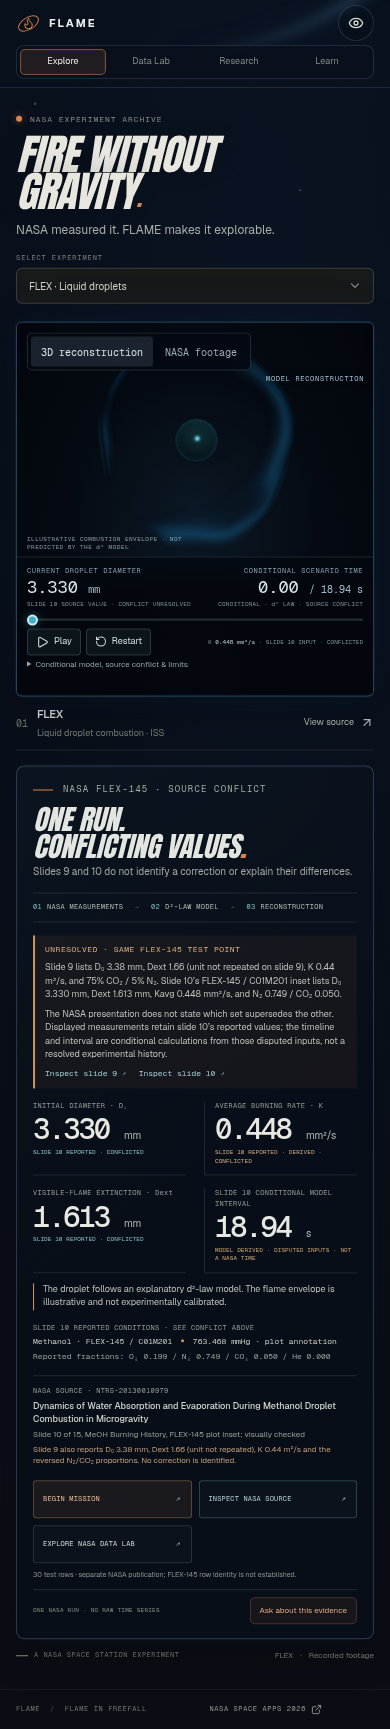 FLAME
Explore
Data Lab
Research
Learn
NASA EXPERIMENT ARCHIVE
FIRE WITHOUT
GRAVITY.
NASA measured it. FLAME makes it explorable.
SELECT EXPERIMENT
FLEX · Liquid droplets
3D reconstruction
NASA footage
MODEL RECONSTRUCTION
ILLUSTRATIVE COMBUSTION ENVELOPE · NOT
PREDICTED BY THE d² MODEL
CURRENT DROPLET DIAMETER
CONDITIONAL SCENARIO TIME
3.330 mm
0.00 / 18.94 s
SLIDE 10 SOURCE VALUE · CONFLICT UNRESOLVED
CONDITIONAL · d² LAW · SOURCE CONFLICT
Play
Restart
K 0.448 mm²/s · SLIDE 10 INPUT · CONFLICTED
Conditional model, source conflict & limits
01
FLEX
Liquid droplet combustion · ISS
View source
NASA FLEX-145 · SOURCE CONFLICT
ONE RUN.
CONFLICTING VALUES.
Slides 9 and 10 do not identify a correction or explain their differences.
01 NASA MEASUREMENTS → 02 D²-LAW MODEL → 03 RECONSTRUCTION
UNRESOLVED · SAME FLEX-145 TEST POINT
Slide 9 lists D₀ 3.38 mm, Dext 1.66 (unit not repeated on slide 9), K 0.44
m²/s, and 75% CO₂ / 5% N₂. Slide 10's FLEX-145 / C01M201 inset lists D₀
3.330 mm, Dext 1.613 mm, Kavg 0.448 mm²/s, and N₂ 0.749 / CO₂ 0.050.
The NASA presentation does not state which set supersedes the other.
Displayed measurements retain slide 10's reported values; the timeline
and interval are conditional calculations from those disputed inputs, not a
resolved experimental history.
Inspect slide 9 ↗ Inspect slide 10 ↗
INITIAL DIAMETER · D₀
3.330 mm
SLIDE 10 REPORTED · CONFLICTED
AVERAGE BURNING RATE · K
0.448 mm²/s
SLIDE 10 REPORTED · DERIVED ·
CONFLICTED
VISIBLE-FLAME EXTINCTION · Dext
1.613 mm
SLIDE 10 REPORTED · CONFLICTED
SLIDE 10 CONDITIONAL MODEL
INTERVAL
18.94 s
MODEL DERIVED · DISPUTED INPUTS · NOT
A NASA TIME
The droplet follows an explanatory d²-law model. The flame envelope is
illustrative and not experimentally calibrated.
SLIDE 10 REPORTED CONDITIONS · SEE CONFLICT ABOVE
Methanol · FLEX-145 / C01M201 • 763.468 mmHg · plot annotation
Reported fractions: O₂ 0.199 / N₂ 0.749 / CO₂ 0.050 / He 0.000
NASA SOURCE · NTRS-20130010979
Dynamics of Water Absorption and Evaporation During Methanol Droplet
Combustion in Microgravity
Slide 10 of 15, MeOH Burning History, FLEX-145 plot inset; visually checked
Slide 9 also reports D₀ 3.38 mm, Dext 1.66 (unit not repeated), K 0.44 m²/s and the
reversed N₂/CO₂ proportions. No correction is identified.
BEGIN MISSION ↗
INSPECT NASA SOURCE ↗
EXPLORE NASA DATA LAB ↗
30 test rows · separate NASA publication; FLEX-145 row identity is not established.
ONE NASA RUN · NO RAW TIME SERIES
Ask about this evidence
A NASA SPACE STATION EXPERIMENT
FLEX · Recorded footage
FLAME / FLAME IN FREEFALL
NASA SPACE APPS 2026